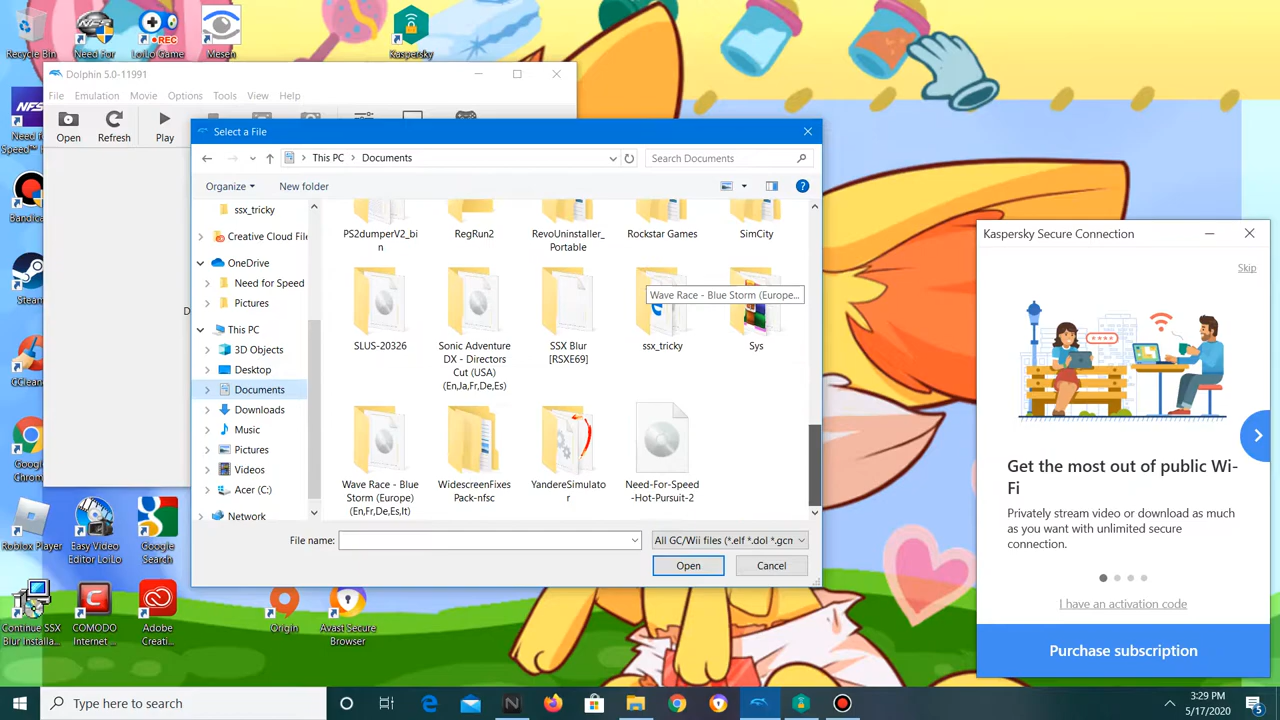 Recycle Bin
Need For
LoiLo Game
REC
Mesen
Kaspersky
Dolphin 5.0-11991
File Emulation Movie Options Tools View Help
Open Refresh Play
NFS
Need for
Speed™
Bandica
Steam
CCleaner
Google
Chrome
Roblox Player
Easy Video
Editor LoiLo
Google
Search
Continue SSX
Blur Installa...
COMODO
Internet ...
Adobe
Creati...
Origin
Avast Secure
Browser
Select a File
This PC > Documents
Search Documents
Organize
New folder
ssx_tricky
Creative Cloud File
OneDrive
Need for Speed
Pictures
This PC
3D Objects
Desktop
Documents
Downloads
Music
Pictures
Videos
Acer (C:)
Network
PS2dumperV2_bi
n
RegRun2
RevoUninstaller_
Portable
Rockstar Games
SimCity
Wave Race - Blue Storm (Europe...
SLUS-20326
Sonic Adventure
DX - Directors
Cut (USA)
(En,Ja,Fr,De,Es)
SSX Blur
[RSXE69]
ssx_tricky
Sys
Wave Race - Blue
Storm (Europe)
(En,Fr,De,Es,It)
WidescreenFixes
Pack-nfsc
YandereSimulato
r
Need-For-Speed
-Hot-Pursuit-2
File name:
All GC/Wii files (*.elf *.dol *.gcm
Open
Cancel
Kaspersky Secure Connection
Skip
Get the most out of public Wi-
Fi
Privately stream video or download as much
as you want with unlimited secure
connection.
I have an activation code
Purchase subscription
Type here to search
3:29 PM
5/17/2020
5